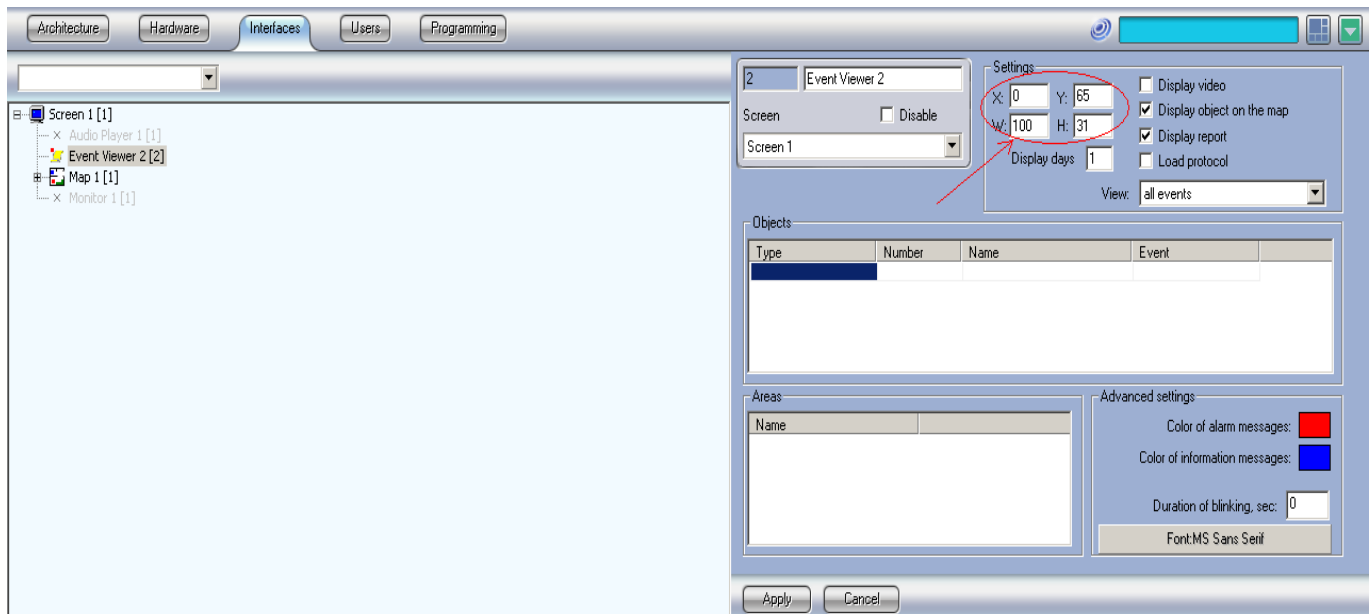 Architecture Hardware Interfaces Users Programming
Screen 1 [1]
Audio Player 1 [1]
Event Viewer 2 [2]
Map 1 [1]
Monitor 1 [1]
2 Event Viewer 2
Screen Disable
Screen 1
Settings
X: 0 Y: 65
W: 100 H: 31
Display days 1
Display video
Display object on the map
Display report
Load protocol
View: all events
Objects
Type Number Name Event
Areas
Name
Advanced settings
Color of alarm messages:
Color of information messages:
Duration of blinking, sec: 0
Font:MS Sans Serif
Apply Cancel